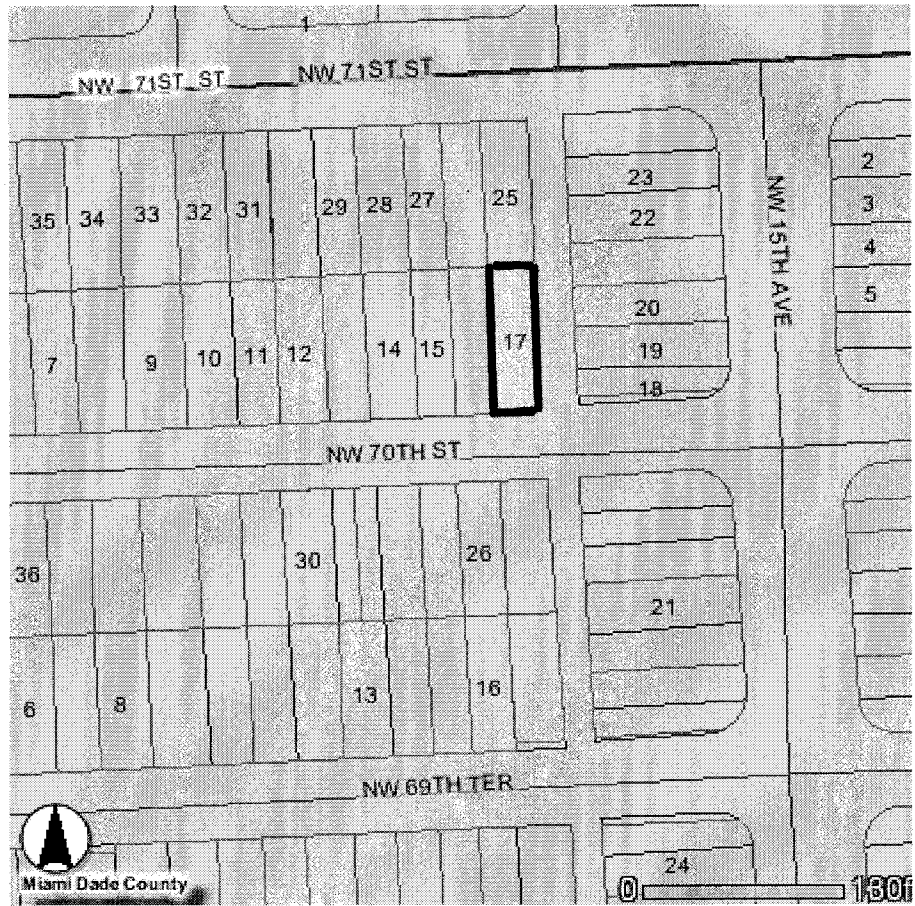 1
NW 71ST ST NW 71ST ST
23 2
35 34 33 32 31 29 28 27 25 22 3
NW 15TH AVE
4
20 5
7 9 10 11 12 14 15 17 19
18
NW 70TH ST
36 30 26 21
6 8 13 16
NW 69TH TER
24
Miami Dade County 0 180ft